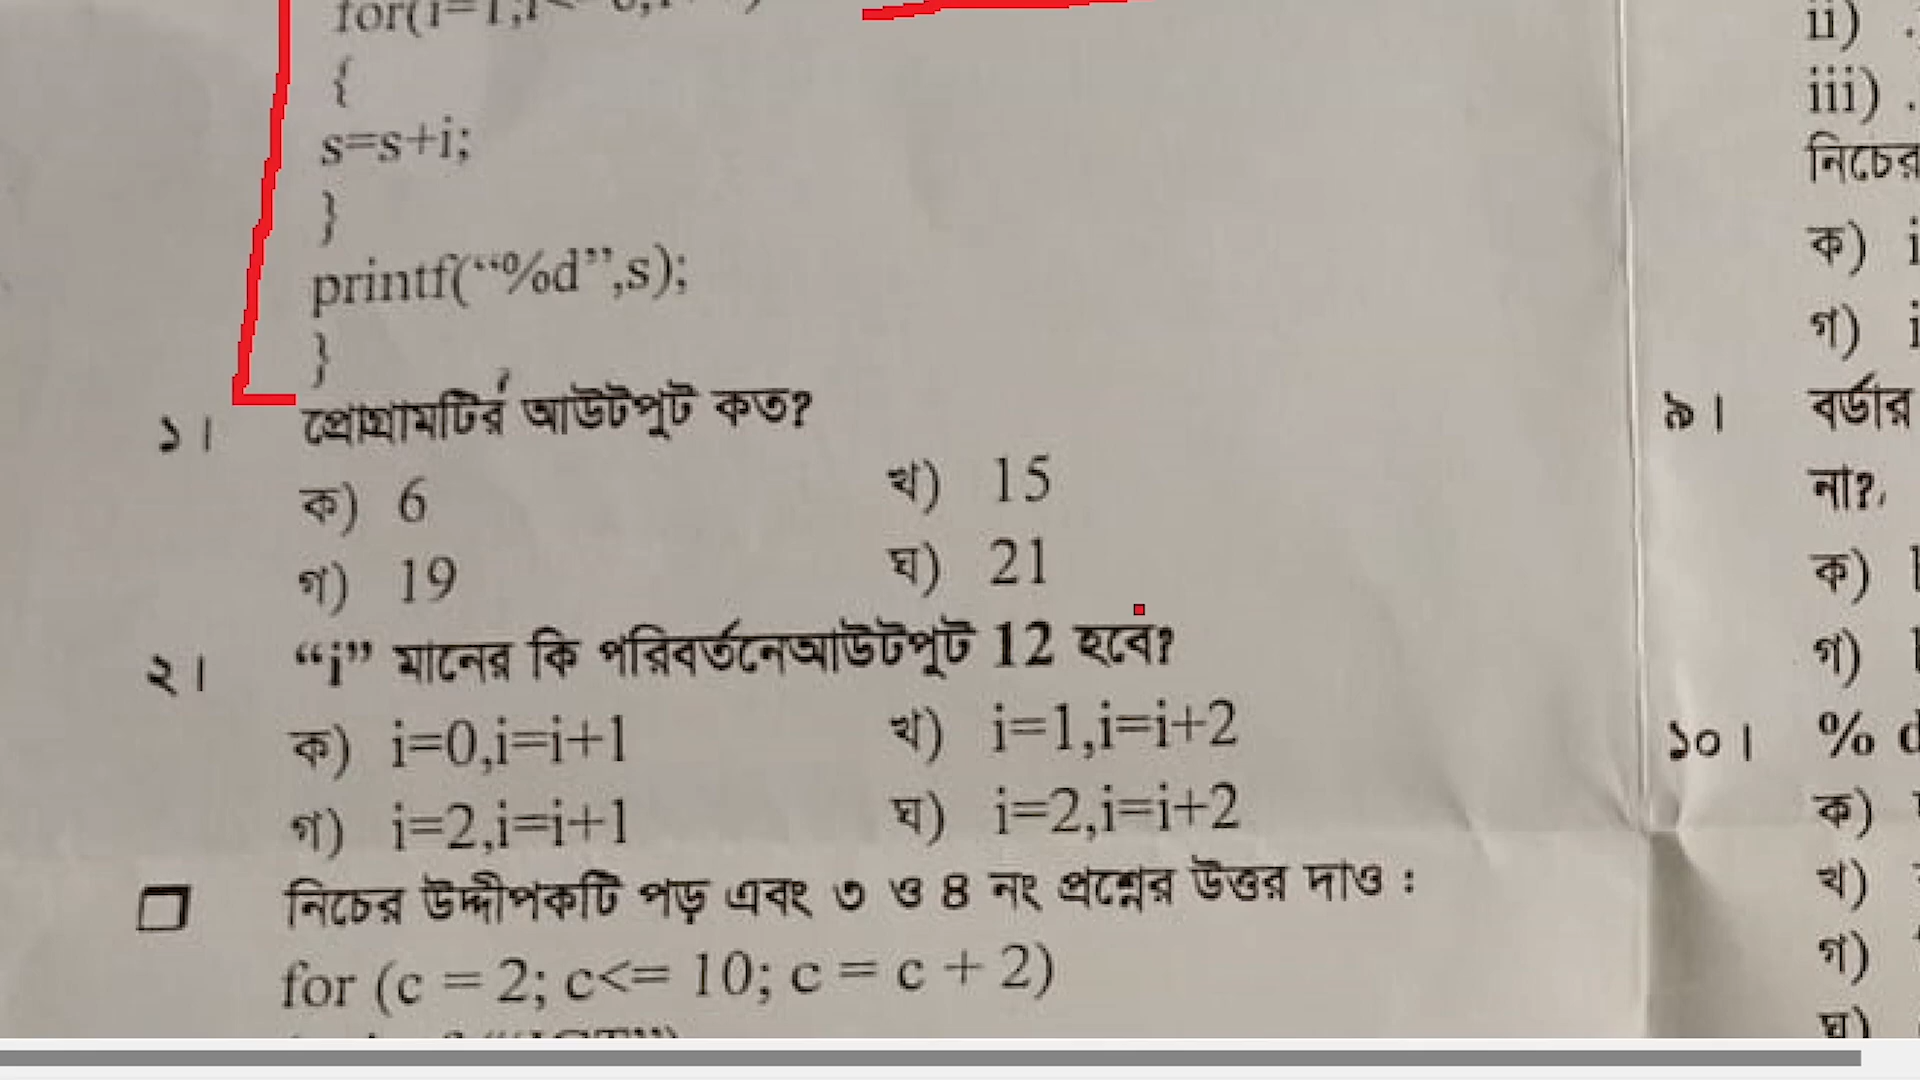 {
s=s+i;
}
printf(“%d”,s);
}
১। প্রোগ্রামটির আউটপুট কত?
ক) 6 খ) 15
গ) 19 ঘ) 21
২। “i” মানের কি পরিবর্তনেআউটপুট 12 হবে?
ক) i=0,i=i+1 খ) i=1,i=i+2
গ) i=2,i=i+1 ঘ) i=2,i=i+2
নিচের উদ্দীপকটি পড় এবং ৩ ও 8 নং প্রশ্নের উত্তর দাও :
for (c = 2; c<= 10; c = c + 2)
ii)
iii)
ক) i
গ) i
৯। বর্ডার
না?
ক)
গ)
১০। %
ক)
খ)
গ)
ঘ)